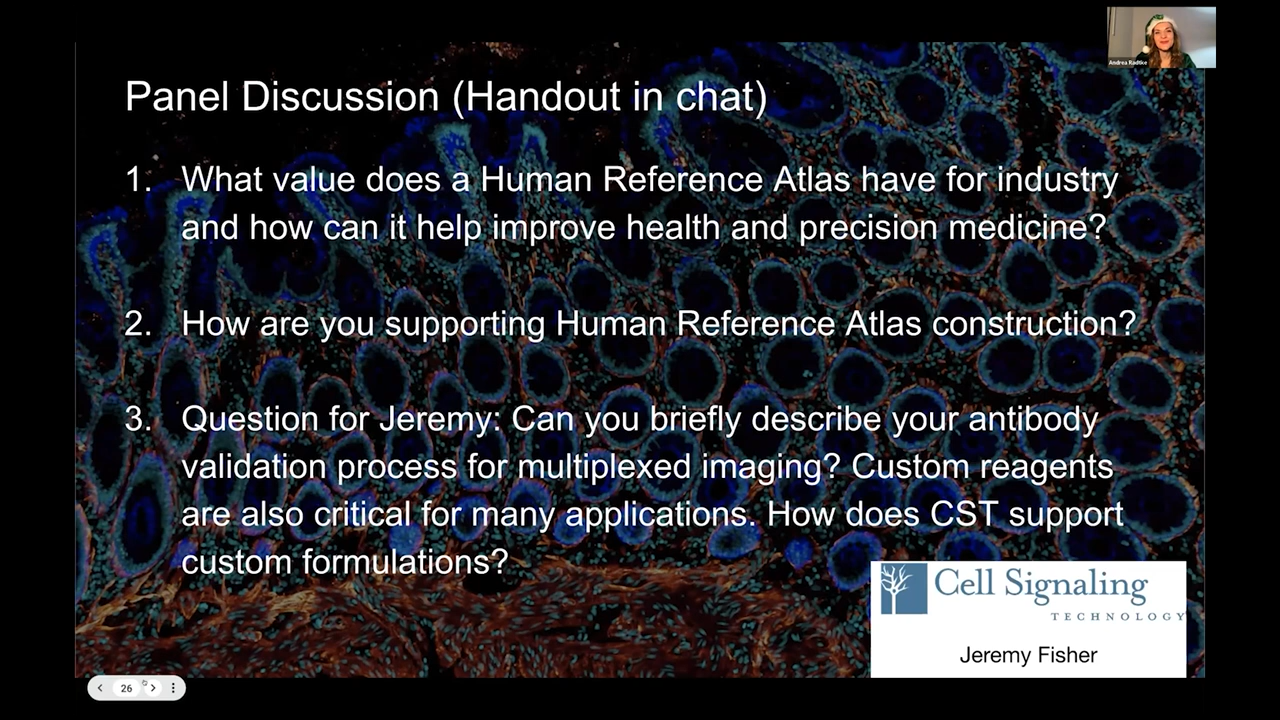 Andrea Radtke
Panel Discussion (Handout in chat)
1. What value does a Human Reference Atlas have for industry
and how can it help improve health and precision medicine?
2. How are you supporting Human Reference Atlas construction?
3. Question for Jeremy: Can you briefly describe your antibody
validation process for multiplexed imaging? Custom reagents
are also critical for many applications. How does CST support
custom formulations?
Cell Signaling
TECHNOLOGY
Jeremy Fisher
26